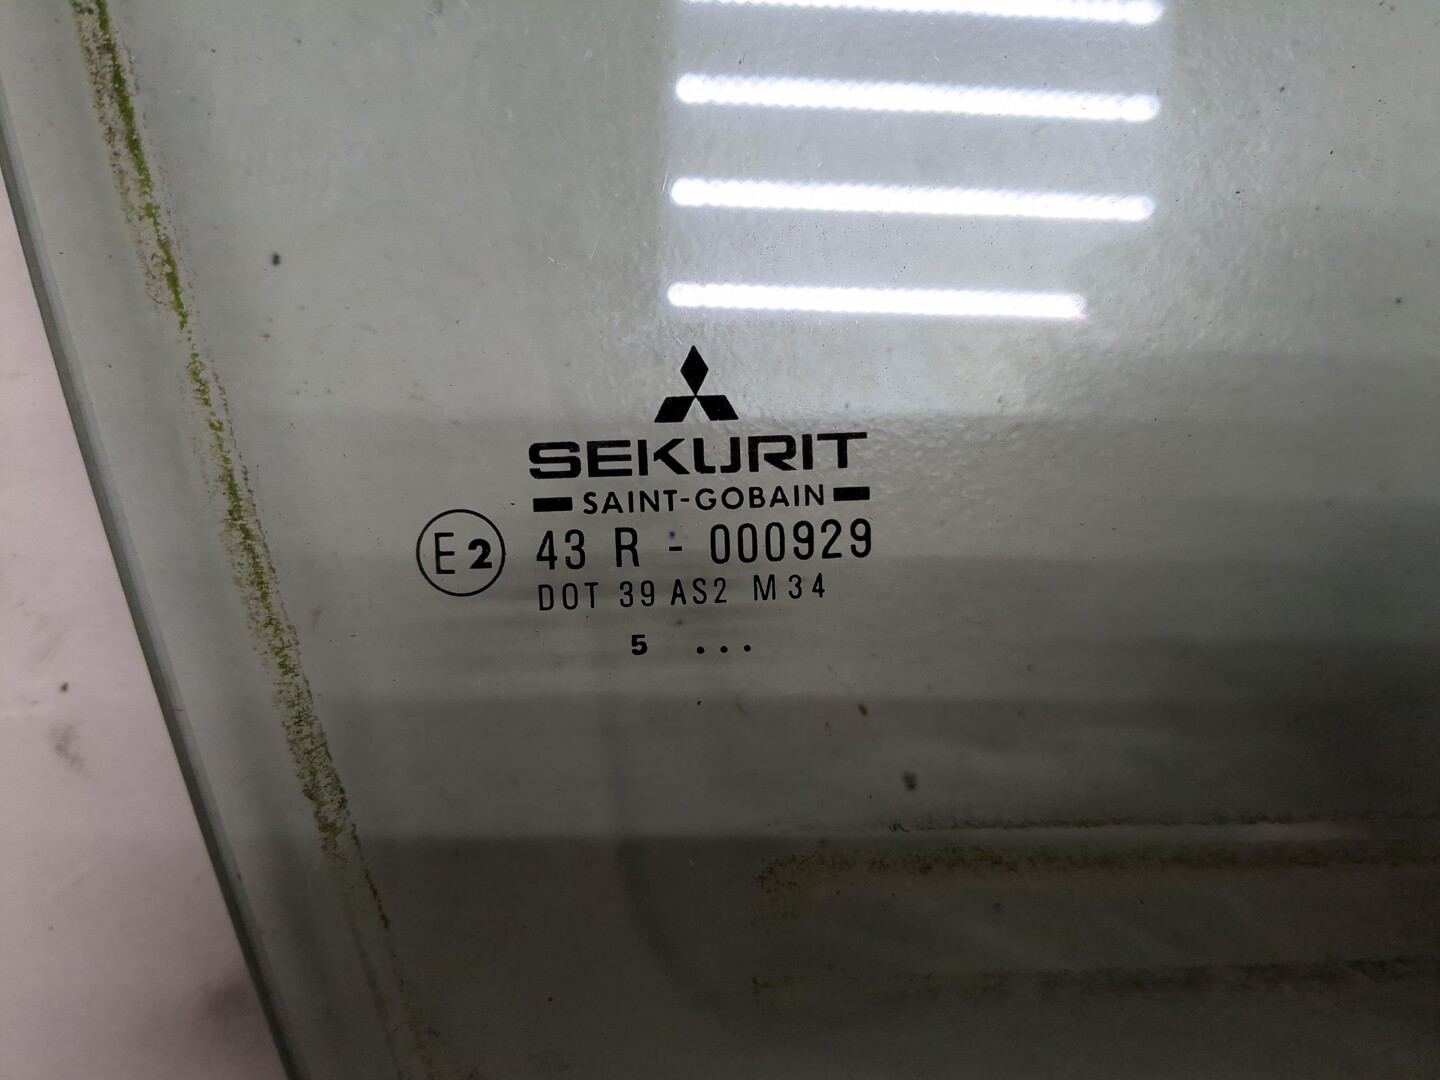 SEKURIT
SAINT-GOBAIN
E2 43 R - 000929
DOT 39 AS2 M34
5 ...